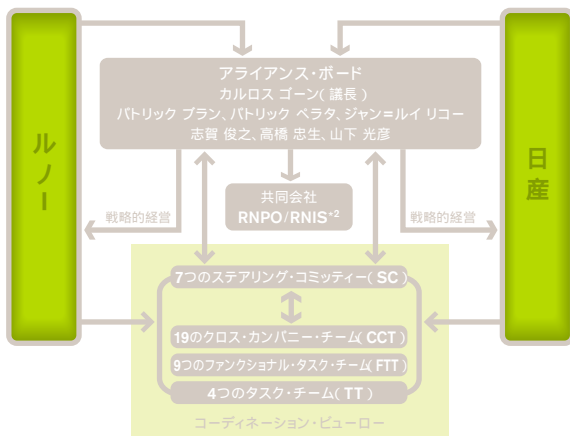 ルノー
日産
アライアンス・ボード
カルロス ゴーン（議長）
パトリック ブラン、パトリック ペラタ、ジャン＝ルイ リコー
志賀 俊之、高橋 忠生、山下 光彦
共同会社
RNPO/RNIS*2
戦略的経営
戦略的経営
7つのステアリング・コミッティー（SC）
19のクロス・カンパニー・チーム（CCT）
9つのファンクショナル・タスク・チーム（FTT）
4つのタスク・チーム（TT）
コーディネーション・ビューロー